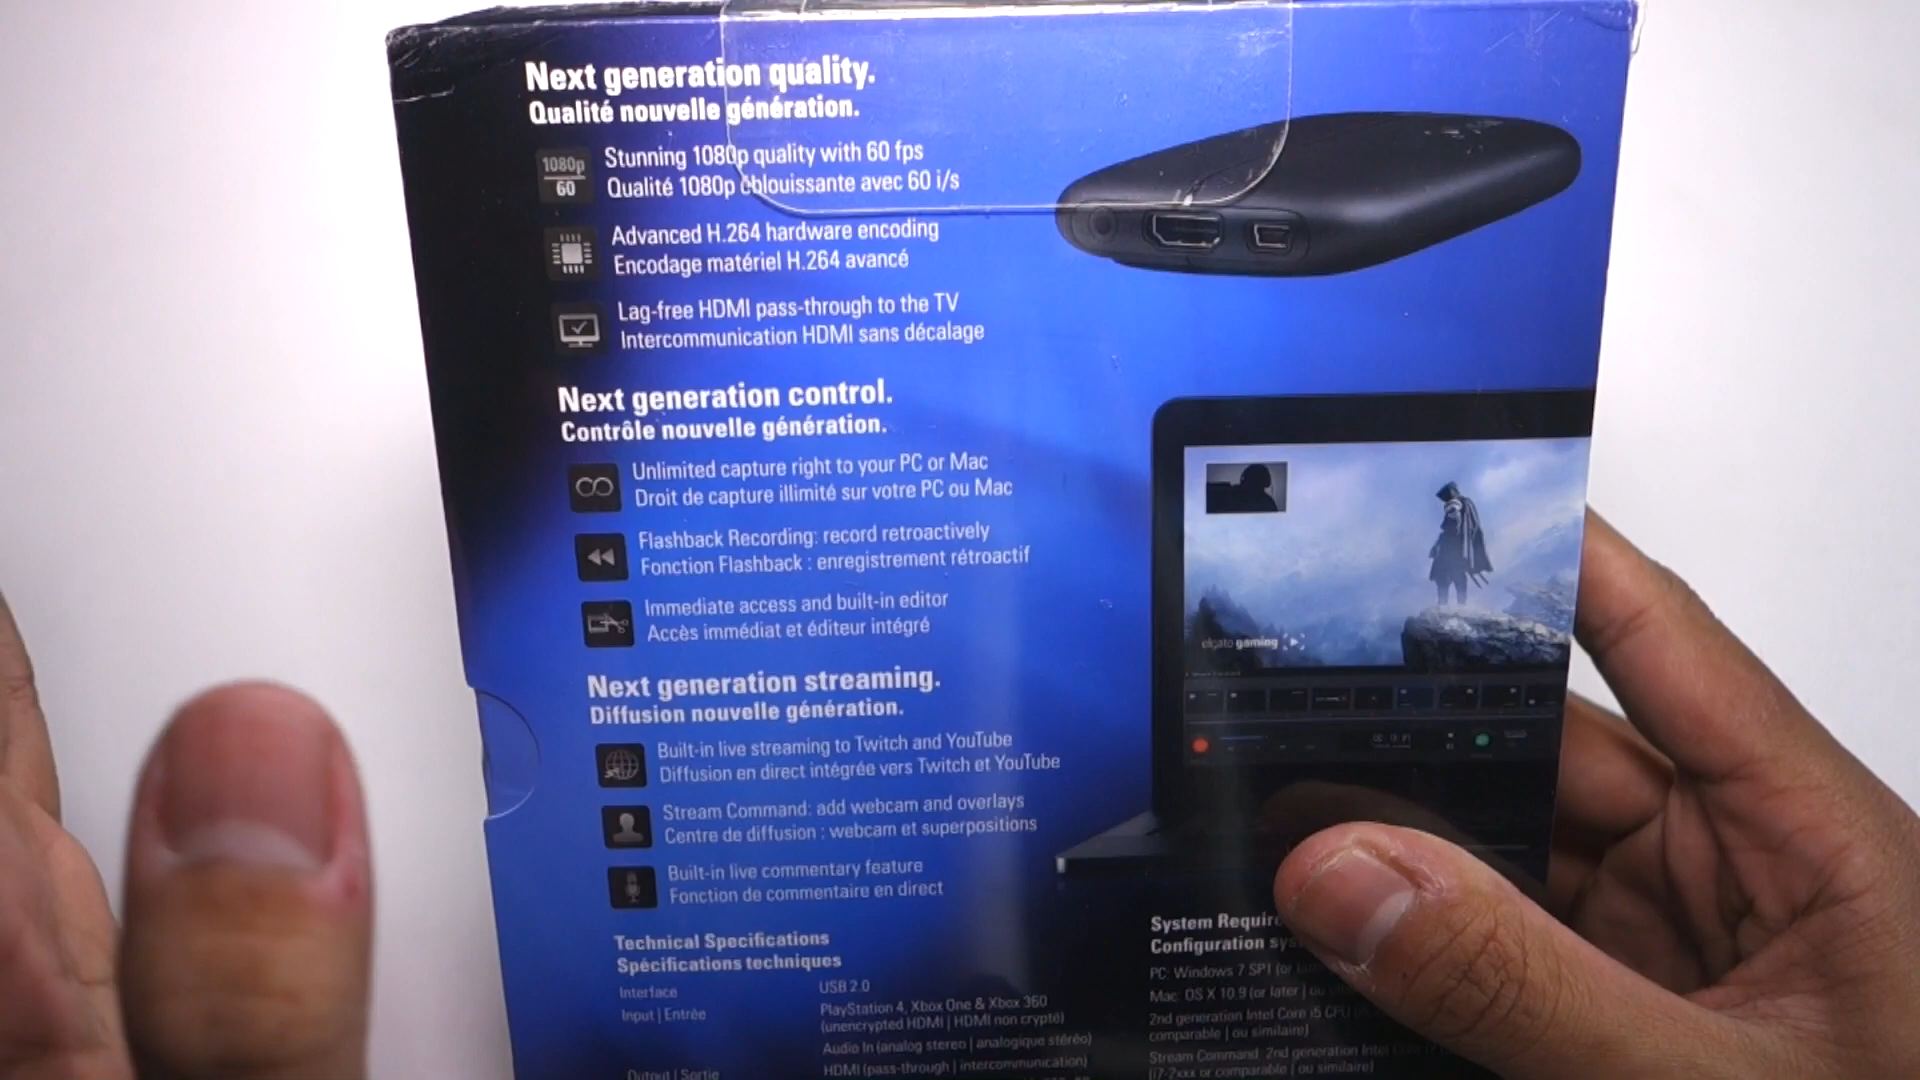 Next generation quality.
Qualité nouvelle génération.
1080p
60
Stunning 1080p quality with 60 fps
Qualité 1080p éblouissante avec 60 i/s
Advanced H.264 hardware encoding
Encodage matériel H.264 avancé
Lag-free HDMI pass-through to the TV
Intercommunication HDMI sans décalage
Next generation control.
Contrôle nouvelle génération.
Unlimited capture right to your PC or Mac
Droit de capture illimité sur votre PC ou Mac
Flashback Recording: record retroactively
Fonction Flashback : enregistrement rétroactif
Immediate access and built-in editor
Accès immédiat et éditeur intégré
elgato gaming
Next generation streaming.
Diffusion nouvelle génération.
Built-in live streaming to Twitch and YouTube
Diffusion en direct intégrée vers Twitch et YouTube
Stream Command: add webcam and overlays
Centre de diffusion : webcam et superpositions
Built-in live commentary feature
Fonction de commentaire en direct
Technical Specifications
Spécifications techniques
Interface USB 2.0
Input | Entrée PlayStation 4, Xbox One & Xbox 360
(unencrypted HDMI | HDMI non crypté)
Audio In (analog stereo | analogique stéréo)
Output | Sortie HDMI (pass-through | intercommunication)
System
Configuration
PC: Windows 7 SP1 (or
Mac: OS X 10.9 (or later | ou
2nd generation Intel Core i5 CPU
comparable | ou similaire)
Stream Command: 2nd generation Intel
(i7-2xxx or comparable | ou similaire)